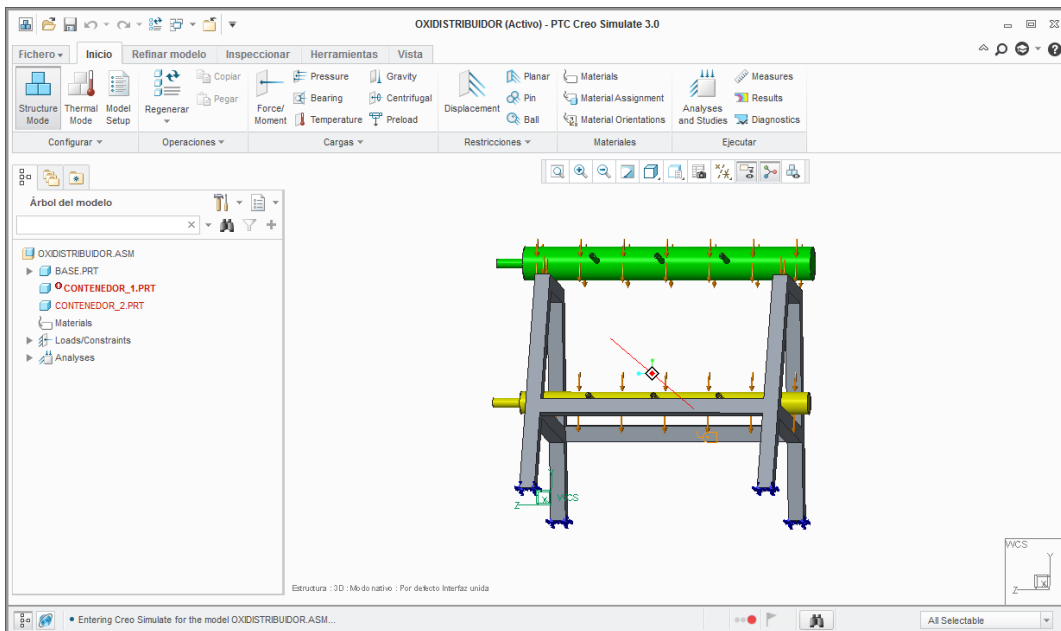 OXIDISTRIBUIDOR (Activo) - PTC Creo Simulate 3.0
Fichero Inicio Refinar modelo Inspeccionar Herramientas Vista
Structure Mode
Thermal Mode
Model Setup
Configurar
Regenerar
Copiar
Pegar
Operaciones
Force/ Moment
Pressure
Bearing
Temperature
Gravity
Centrifugal
Preload
Cargas
Displacement
Planar
Pin
Ball
Restricciones
Materials
Material Assignment
Material Orientations
Materiales
Analyses and Studies
Measures
Results
Diagnostics
Ejecutar
Árbol del modelo
OXIDISTRIBUIDOR.ASM
BASE.PRT
CONTENEDOR_1.PRT
CONTENEDOR_2.PRT
Materials
Loads/Constraints
Analyses
Y
WCS
X
Z
WCS
Y
X
Z
Estructura : 3D : Modo nativo : Por defecto Interfaz unida
• Entering Creo Simulate for the model OXIDISTRIBUIDOR.ASM...
All Selectable